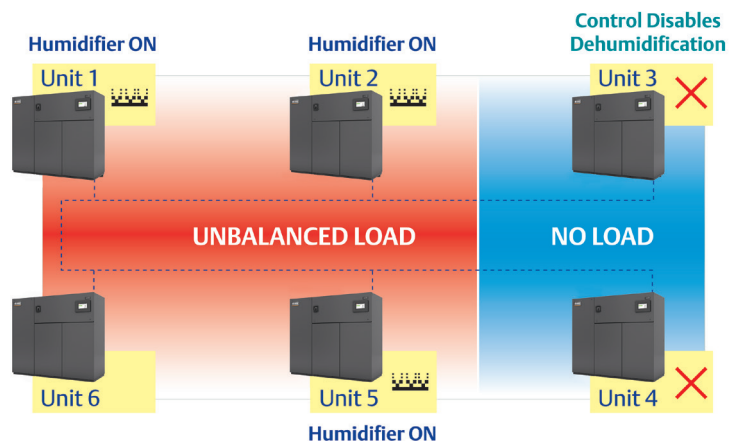 Control Disables
Humidifier ON
Humidifier ON
Dehumidification
Unit 1
Unit 2
Unit 3
UNBALANCED LOAD
NO LOAD
Unit 6
Unit 5
Unit 4
Humidifier ON